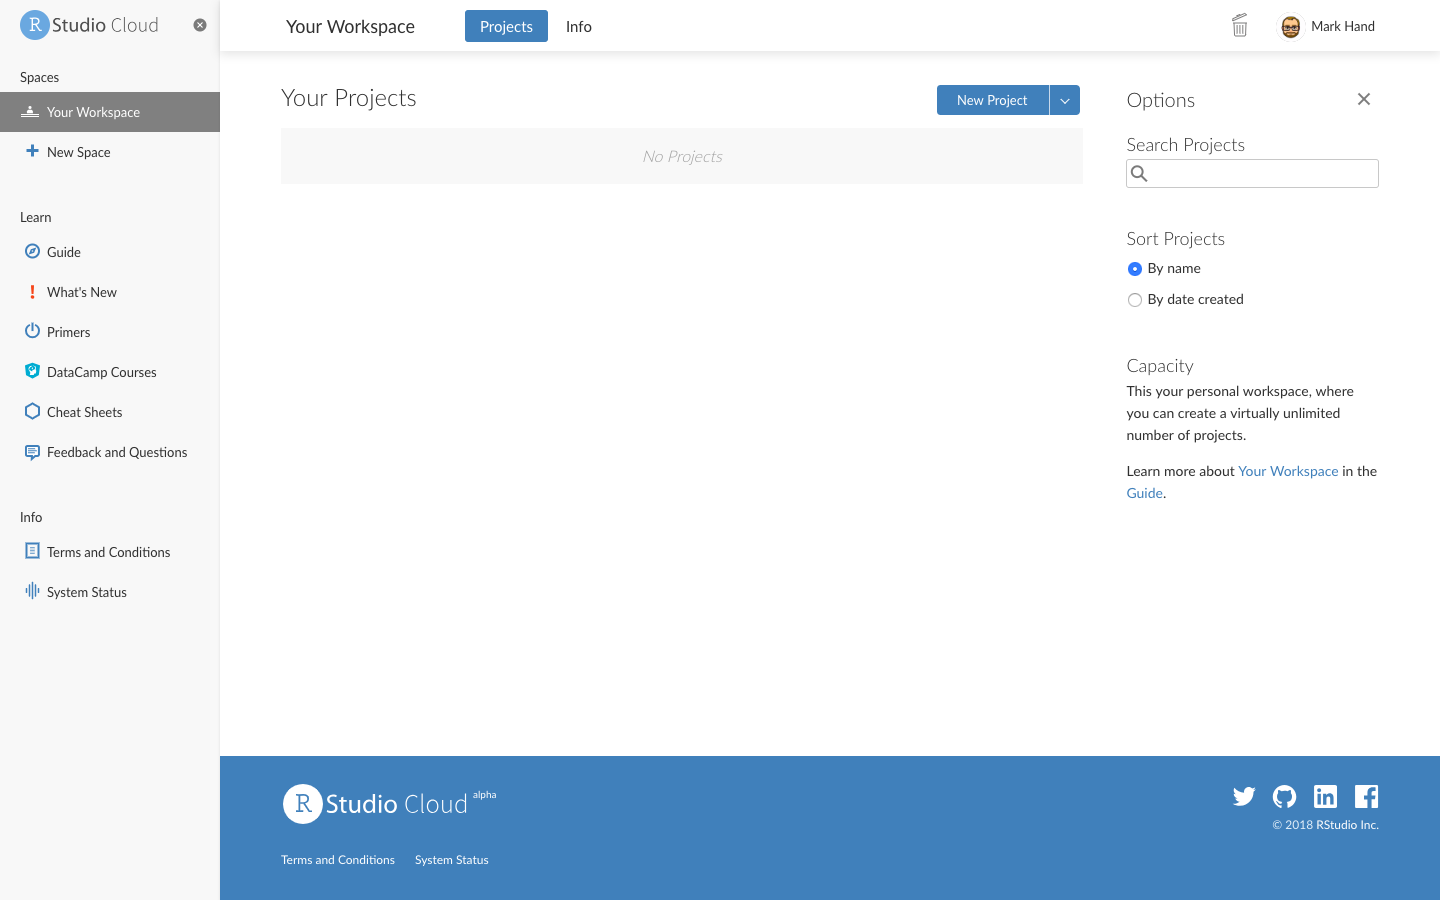 RStudio Cloud
Spaces
Your Workspace
New Space
Learn
Guide
What's New
Primers
DataCamp Courses
Cheat Sheets
Feedback and Questions
Info
Terms and Conditions
System Status
Your Workspace
Projects
Info
Mark Hand
Your Projects
New Project
No Projects
Options
Search Projects
Sort Projects
By name
By date created
Capacity
This your personal workspace, where
you can create a virtually unlimited
number of projects.
Learn more about Your Workspace in the
Guide.
RStudio Cloud alpha
© 2018 RStudio Inc.
Terms and Conditions
System Status